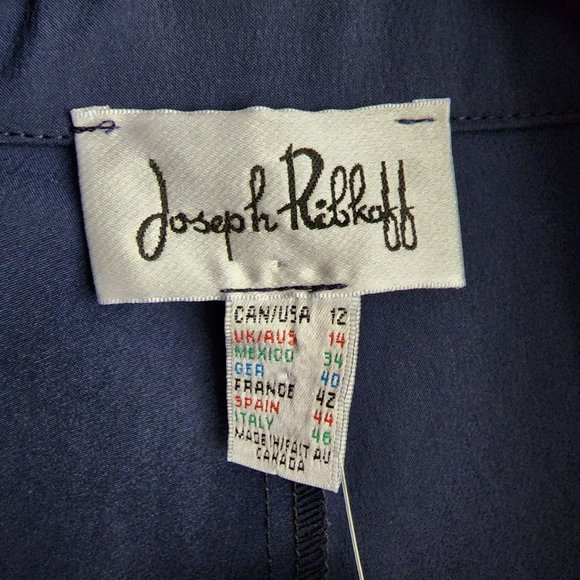 Joseph Ribkoff
CAN/USA 12
UK/AUS 14
MEXICO 34
GER 40
FRANCE 42
SPAIN 44
ITALY 46
MADE IN/FAIT AU
CANADA